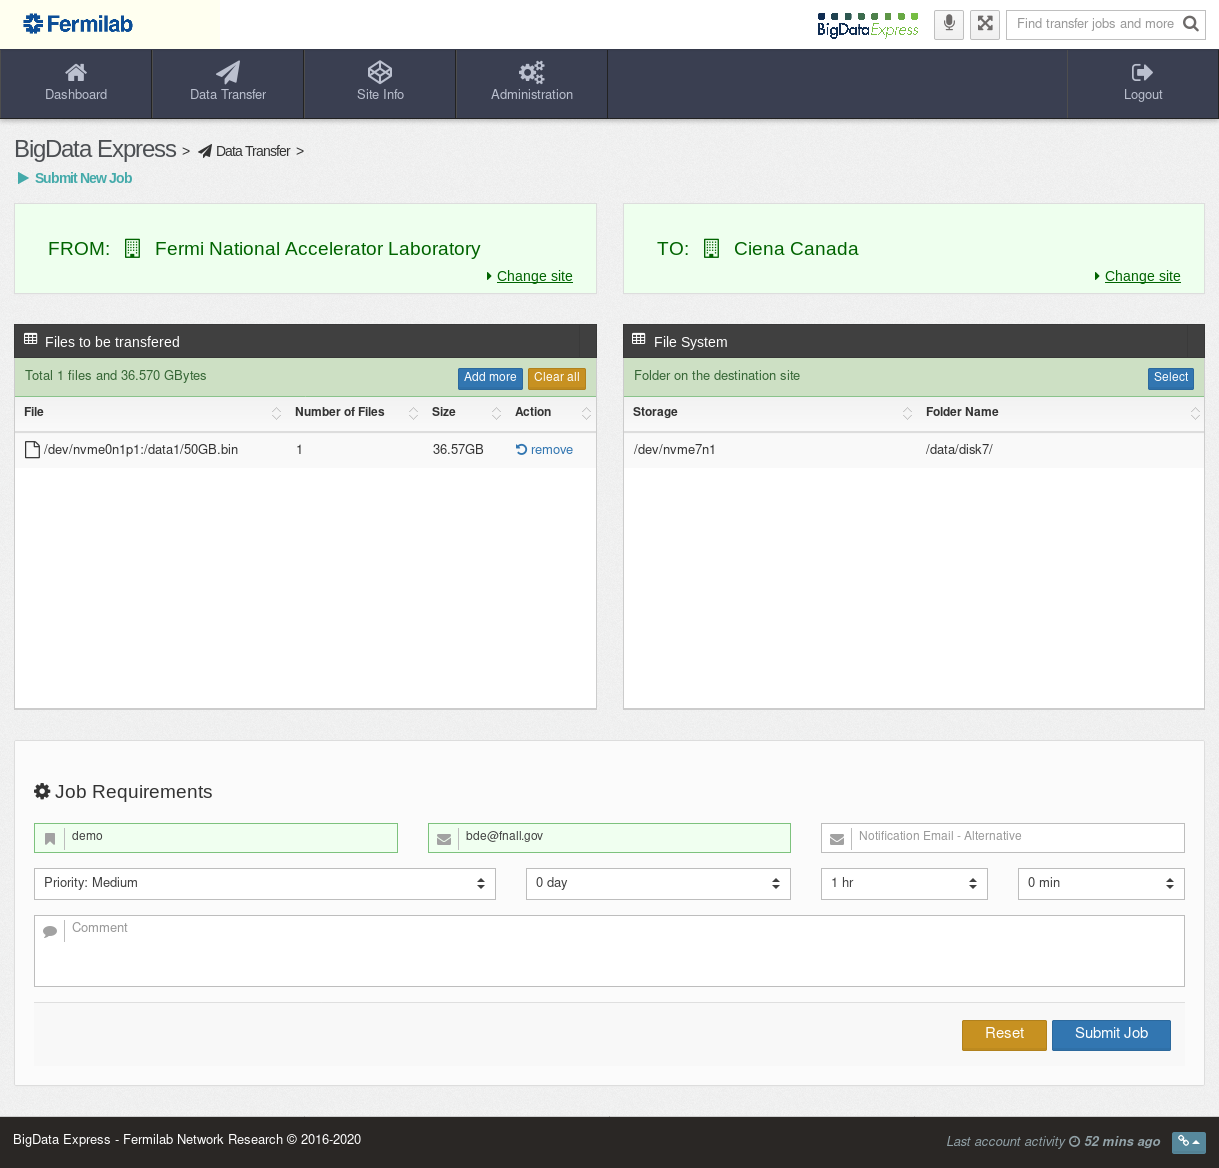 Fermilab
BigDataExpress
Find transfer jobs and more
Dashboard
Data Transfer
Site Info
Administration
Logout
BigData Express > Data Transfer >
Submit New Job
FROM: Fermi National Accelerator Laboratory
Change site
TO: Ciena Canada
Change site
Files to be transfered
Total 1 files and 36.570 GBytes
Add more
Clear all
File Number of Files Size Action
/dev/nvme0n1p1:/data1/50GB.bin 1 36.57GB remove
File System
Folder on the destination site
Select
Storage Folder Name
/dev/nvme7n1 /data/disk7/
Job Requirements
demo
bde@fnall.gov
Notification Email - Alternative
Priority: Medium
0 day
1 hr
0 min
Comment
Reset
Submit Job
BigData Express - Fermilab Network Research © 2016-2020
Last account activity 52 mins ago